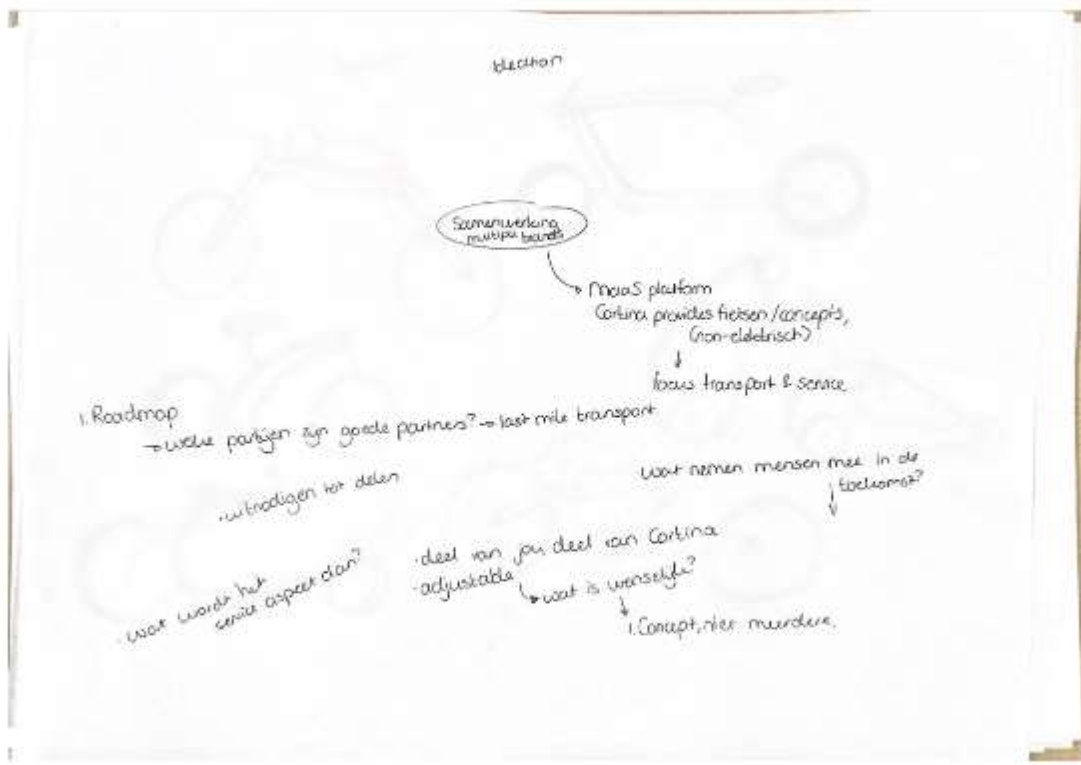 Ideation
Samenwerking
multiple brands
MaaS platform
Cortina provides fietsen/concepts,
(non-elektrisch)
focus transport & service
1. Roadmap
→ welke partijen zijn goede partners? → last mile transport
· uitnodigen tot delen
wat nemen mensen mee in de
toekomst?
· deel van jou deel van Cortina
· adjustable
→ wat is wenselijk?
1. Concept, niet meerdere.
· wat wordt het
service aspect dan?